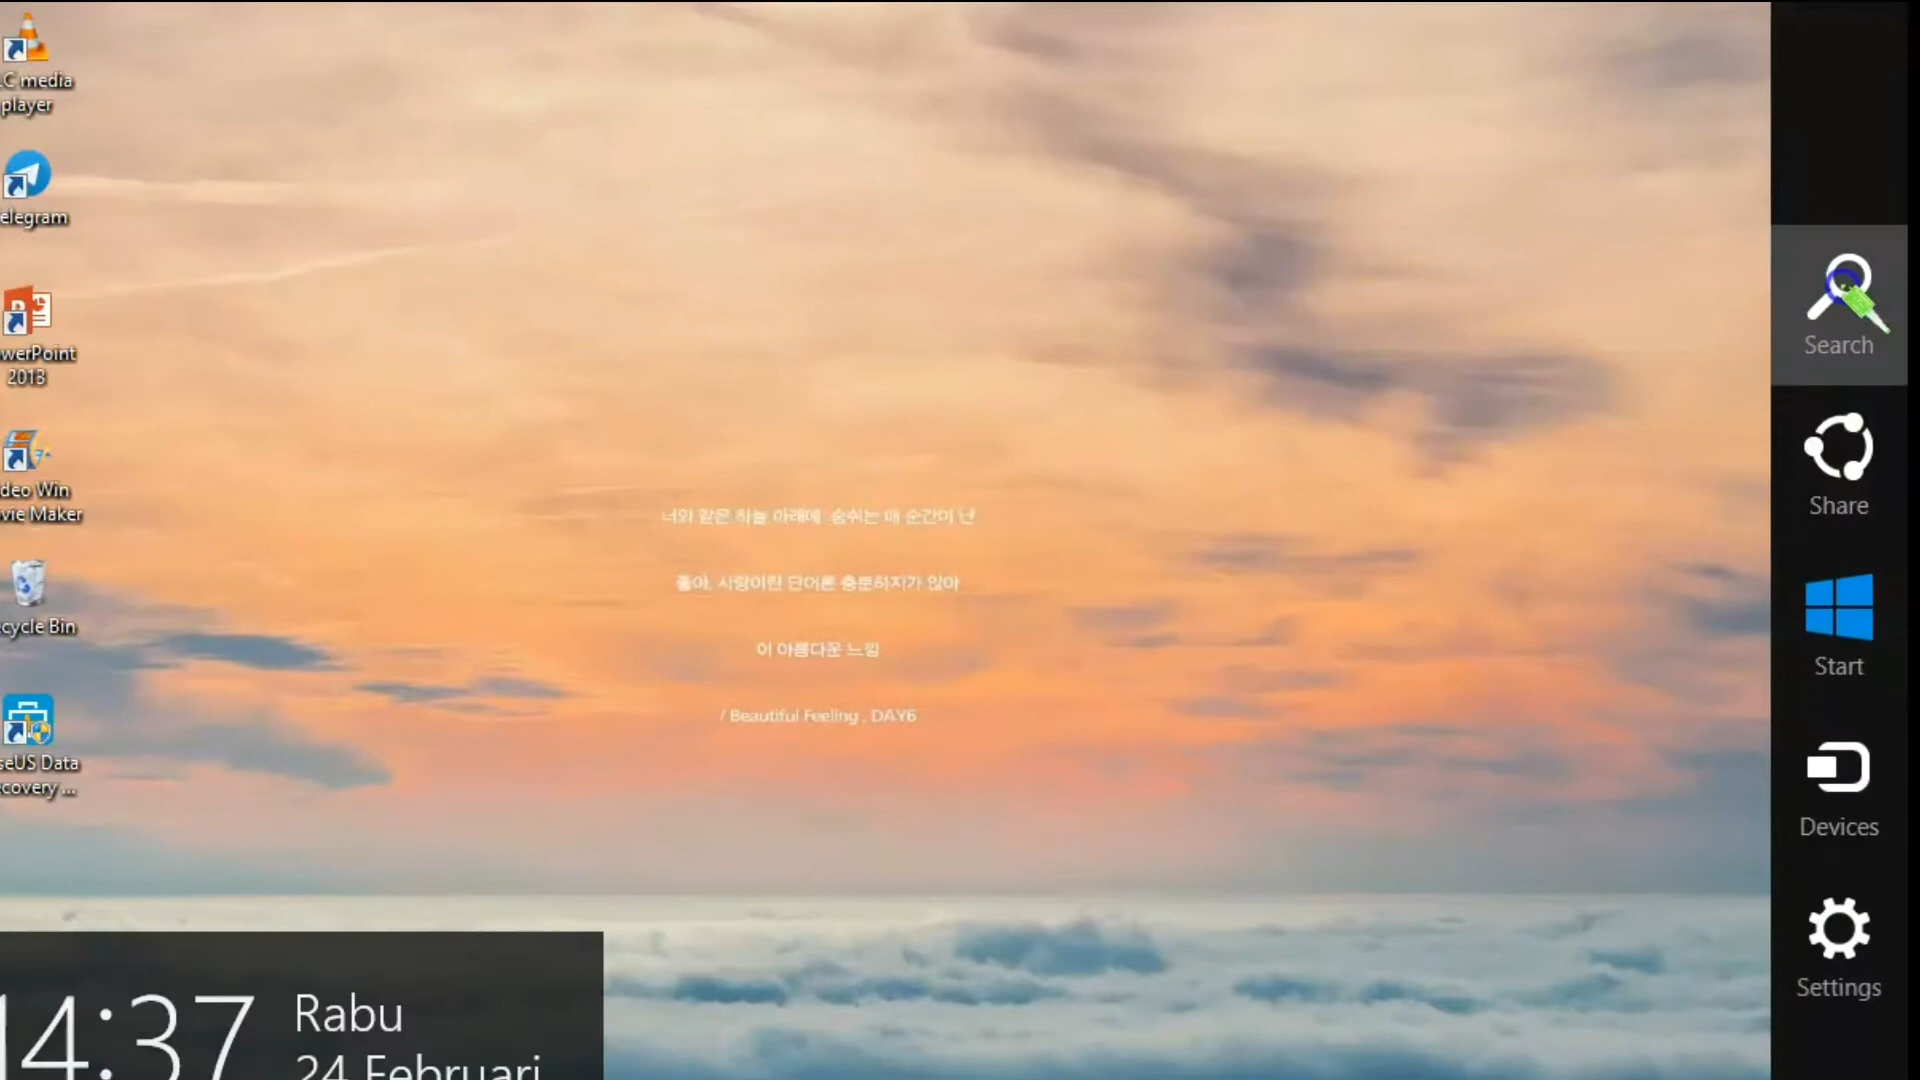 LC media
player
elegram
werPoint
2013
deo Win
vie Maker
cycle Bin
seUS Data
covery ...
너와 같은 하늘 아래에 숨쉬는 매 순간이 난
좋아, 사랑이란 단어론 충분하지가 않아
이 아름다운 느낌
/ Beautiful Feeling , DAY6
Search
Share
Start
Devices
Settings
14:37
Rabu
24 Februari